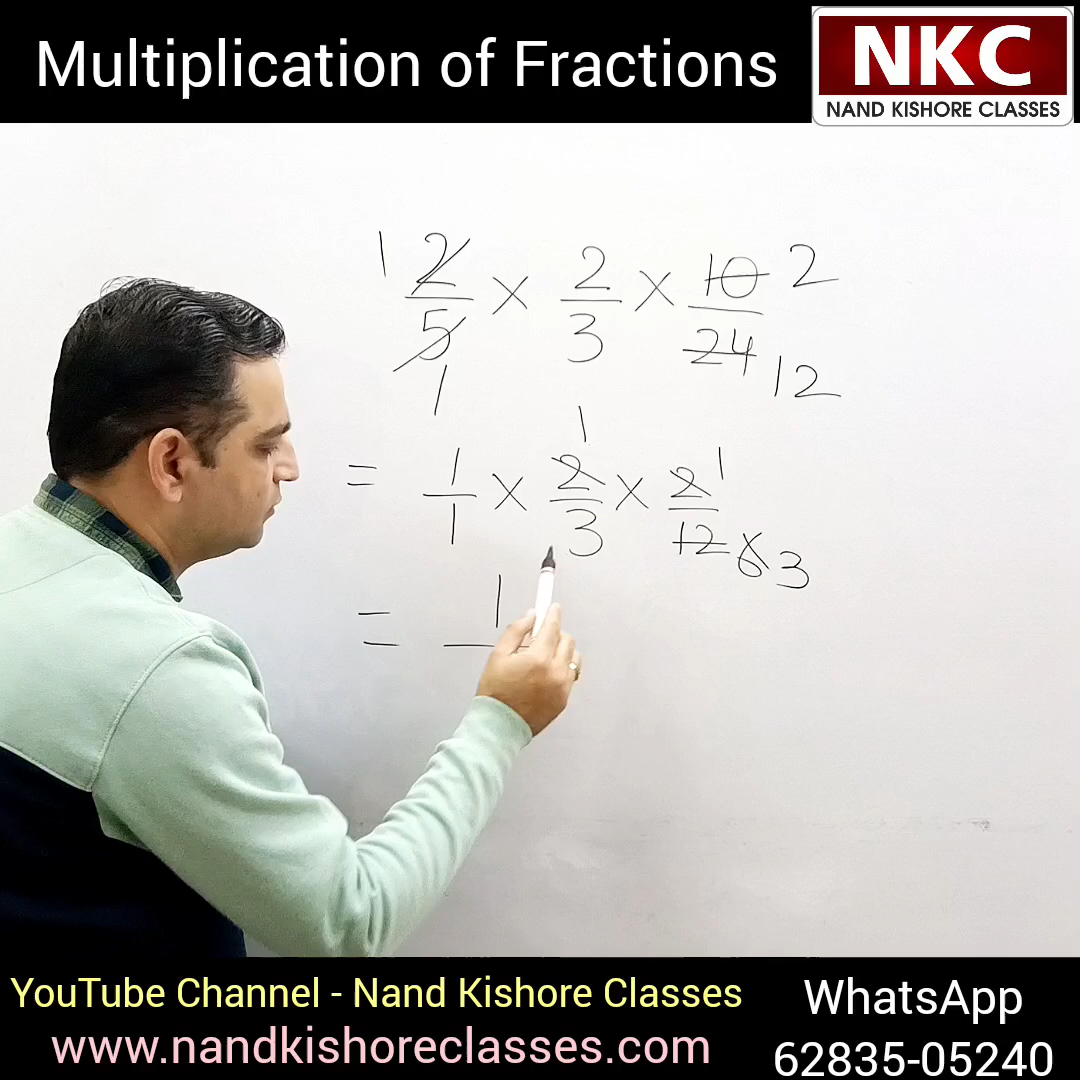 Multiplication of Fractions
NKC
NAND KISHORE CLASSES
1 2/5 × 2/3 × 10/24 2
1 12
1
= 1/1 × 2/3 × 2/12 1
6 3
= 1
YouTube Channel - Nand Kishore Classes
www.nandkishoreclasses.com
WhatsApp
62835-05240